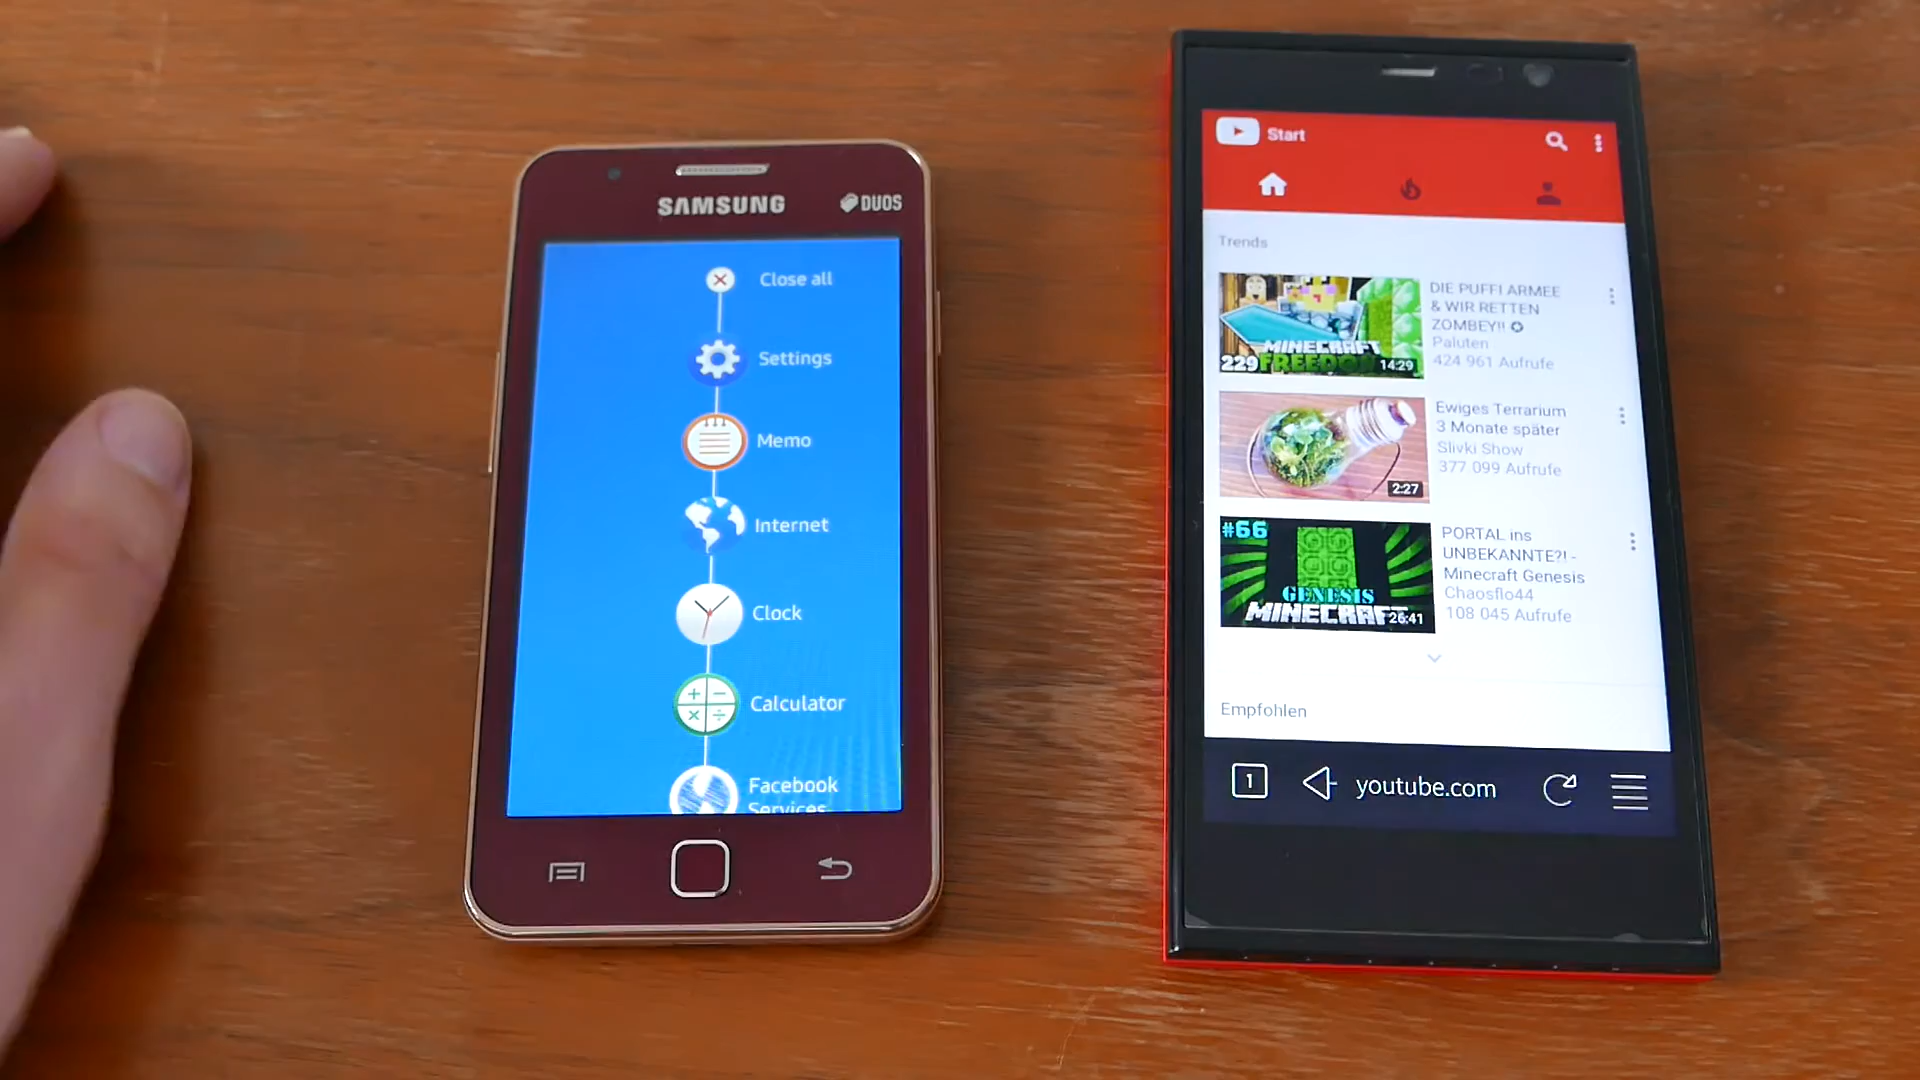 SAMSUNG
DUOS
Close all
Settings
Memo
Internet
Clock
Calculator
Facebook
Services
Start
Trends
DIE PUFFI ARMEE
& WIR RETTEN
ZOMBEY!! ✪
Paluten
424 961 Aufrufe
MINECRAFT
229 FREEDOM
14:29
Ewiges Terrarium
3 Monate später
Slivki Show
377 099 Aufrufe
2:27
#66
GENESIS
MINECRAFT
26:41
PORTAL ins
UNBEKANNTE?! -
Minecraft Genesis
Chaosflo44
108 045 Aufrufe
Empfohlen
1
youtube.com